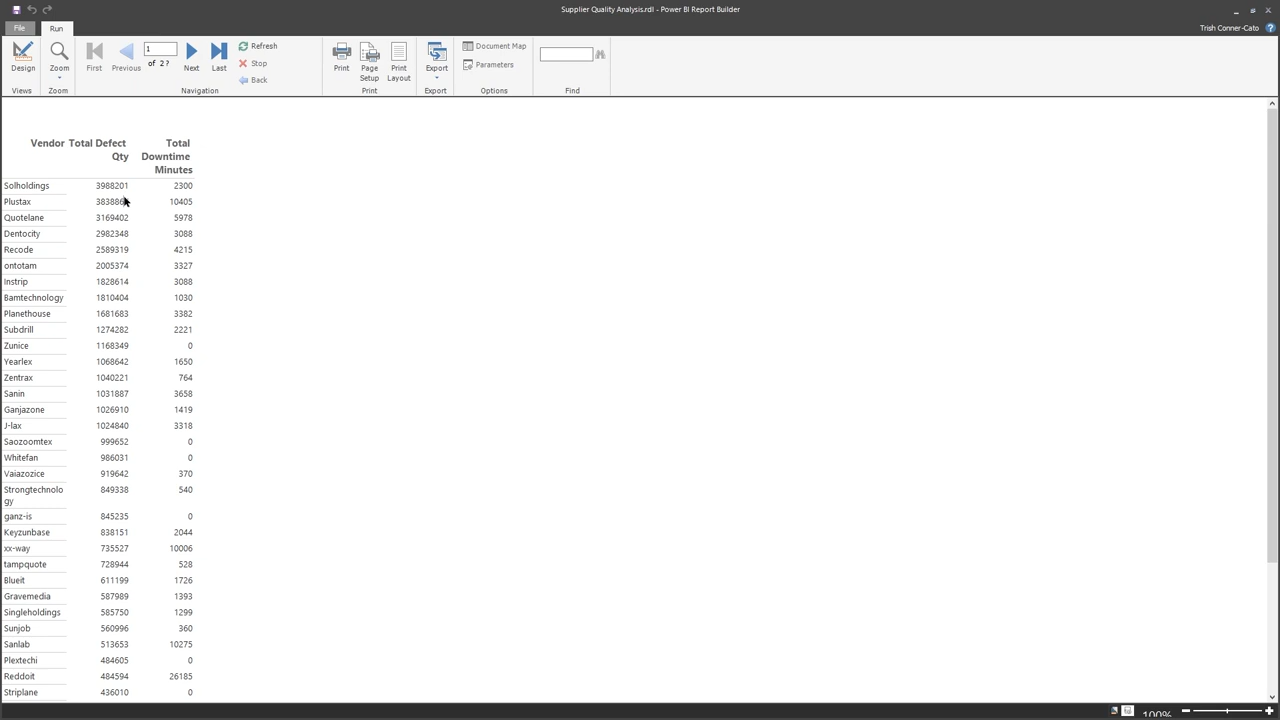 Supplier Quality Analysis.rdl - Power BI Report Builder
File Run
Trish Conner-Cato
Design
Zoom
First
Previous
1
of 2 ?
Next
Last
Refresh
Stop
Back
Print
Page Setup
Print Layout
Export
Document Map
Parameters
Views Zoom Navigation Print Export Options Find
Vendor Total Defect Qty Total Downtime Minutes
Solholdings 3988201 2300
Plustax 10405
Quotelane 3169402 5978
Dentocity 2982348 3088
Recode 2589319 4215
ontotam 2005374 3327
Instrip 1828614 3088
Bamtechnology 1810404 1030
Planethouse 1681683 3382
Subdrill 1274282 2221
Zunice 1168349 0
Yearlex 1068642 1650
Zentrax 1040221 764
Sanin 1031887 3658
Ganjazone 1026910 1419
J-lax 1024840 3318
Saozoomtex 999652 0
Whitefan 986031 0
Vaiazozice 919642 370
Strongtechnolo 849338 540
gy
ganz-is 845235 0
Keyzunbase 838151 2044
xx-way 735527 10006
tampquote 728944 528
Blueit 611199 1726
Gravemedia 587989 1393
Singleholdings 585750 1299
Sunjob 560996 360
Sanlab 513653 10275
Plextechi 484605 0
Reddoit 484594 26185
Striplane 436010 0
100%